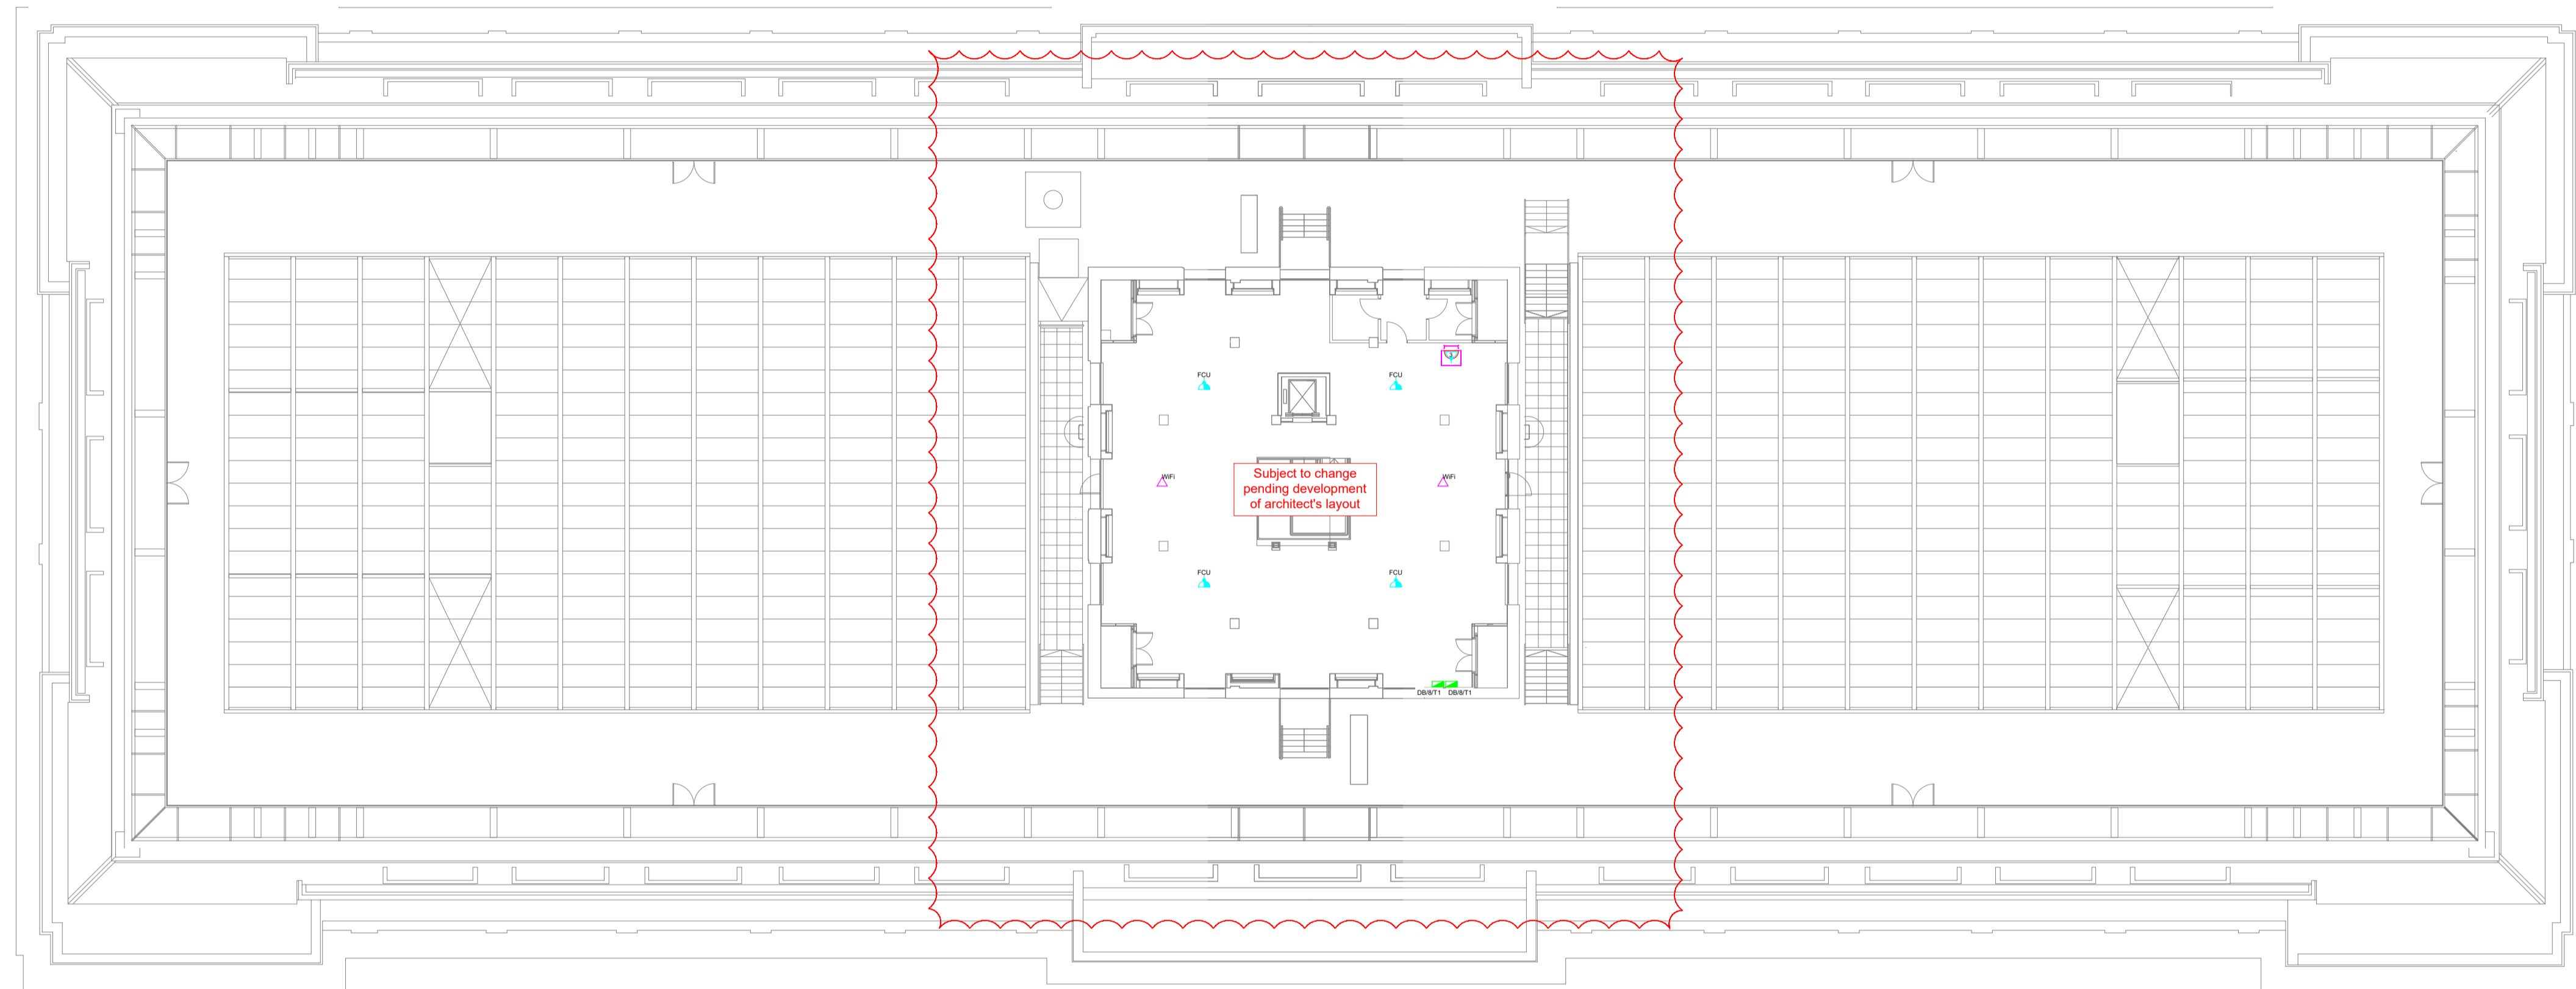 FCU
FCU
WiFi
WiFi
Subject to change
pending development
of architect's layout
FCU
FCU
DB/8/T1
DB/8/T1